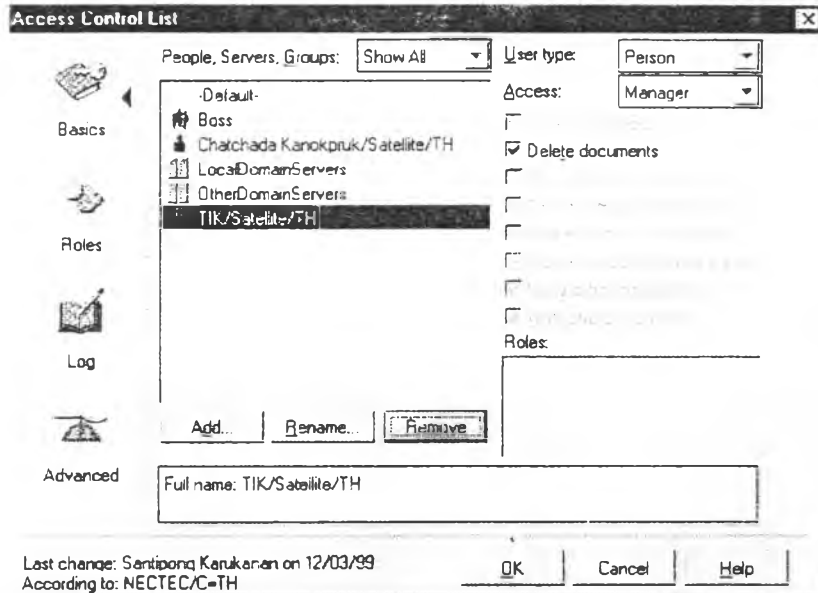 Access Control List
People, Servers, Groups:
Show All
User type:
Person
Access:
Manager
Basics
Roles
Log
Advanced
-Default-
Boss
Chatchada Kanokpruk/Satellite/TH
LocalDomainServers
OtherDomainServers
TIK/Satellite/TH
Delete documents
Roles:
Add...
Rename...
Remove
Full name: TIK/Satellite/TH
Last change: Santipong Karukanan on 12/03/99
According to: NECTEC/C=TH
OK
Cancel
Help